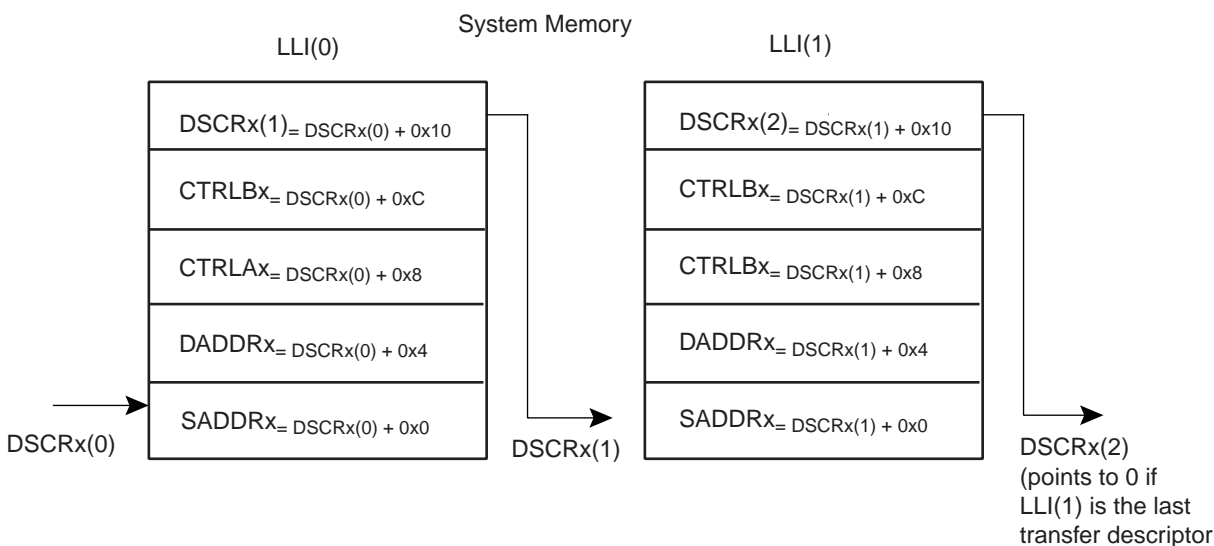 System Memory
LLI(0)
LLI(1)
DSCRx(1)= DSCRx(0) + 0x10
CTRLBx= DSCRx(0) + 0xC
CTRLAx= DSCRx(0) + 0x8
DADDRx= DSCRx(0) + 0x4
SADDRx= DSCRx(0) + 0x0
DSCRx(0)
DSCRx(1)
DSCRx(2)= DSCRx(1) + 0x10
CTRLBx= DSCRx(1) + 0xC
CTRLBx= DSCRx(1) + 0x8
DADDRx= DSCRx(1) + 0x4
SADDRx= DSCRx(1) + 0x0
DSCRx(2)
(points to 0 if
LLI(1) is the last
transfer descriptor